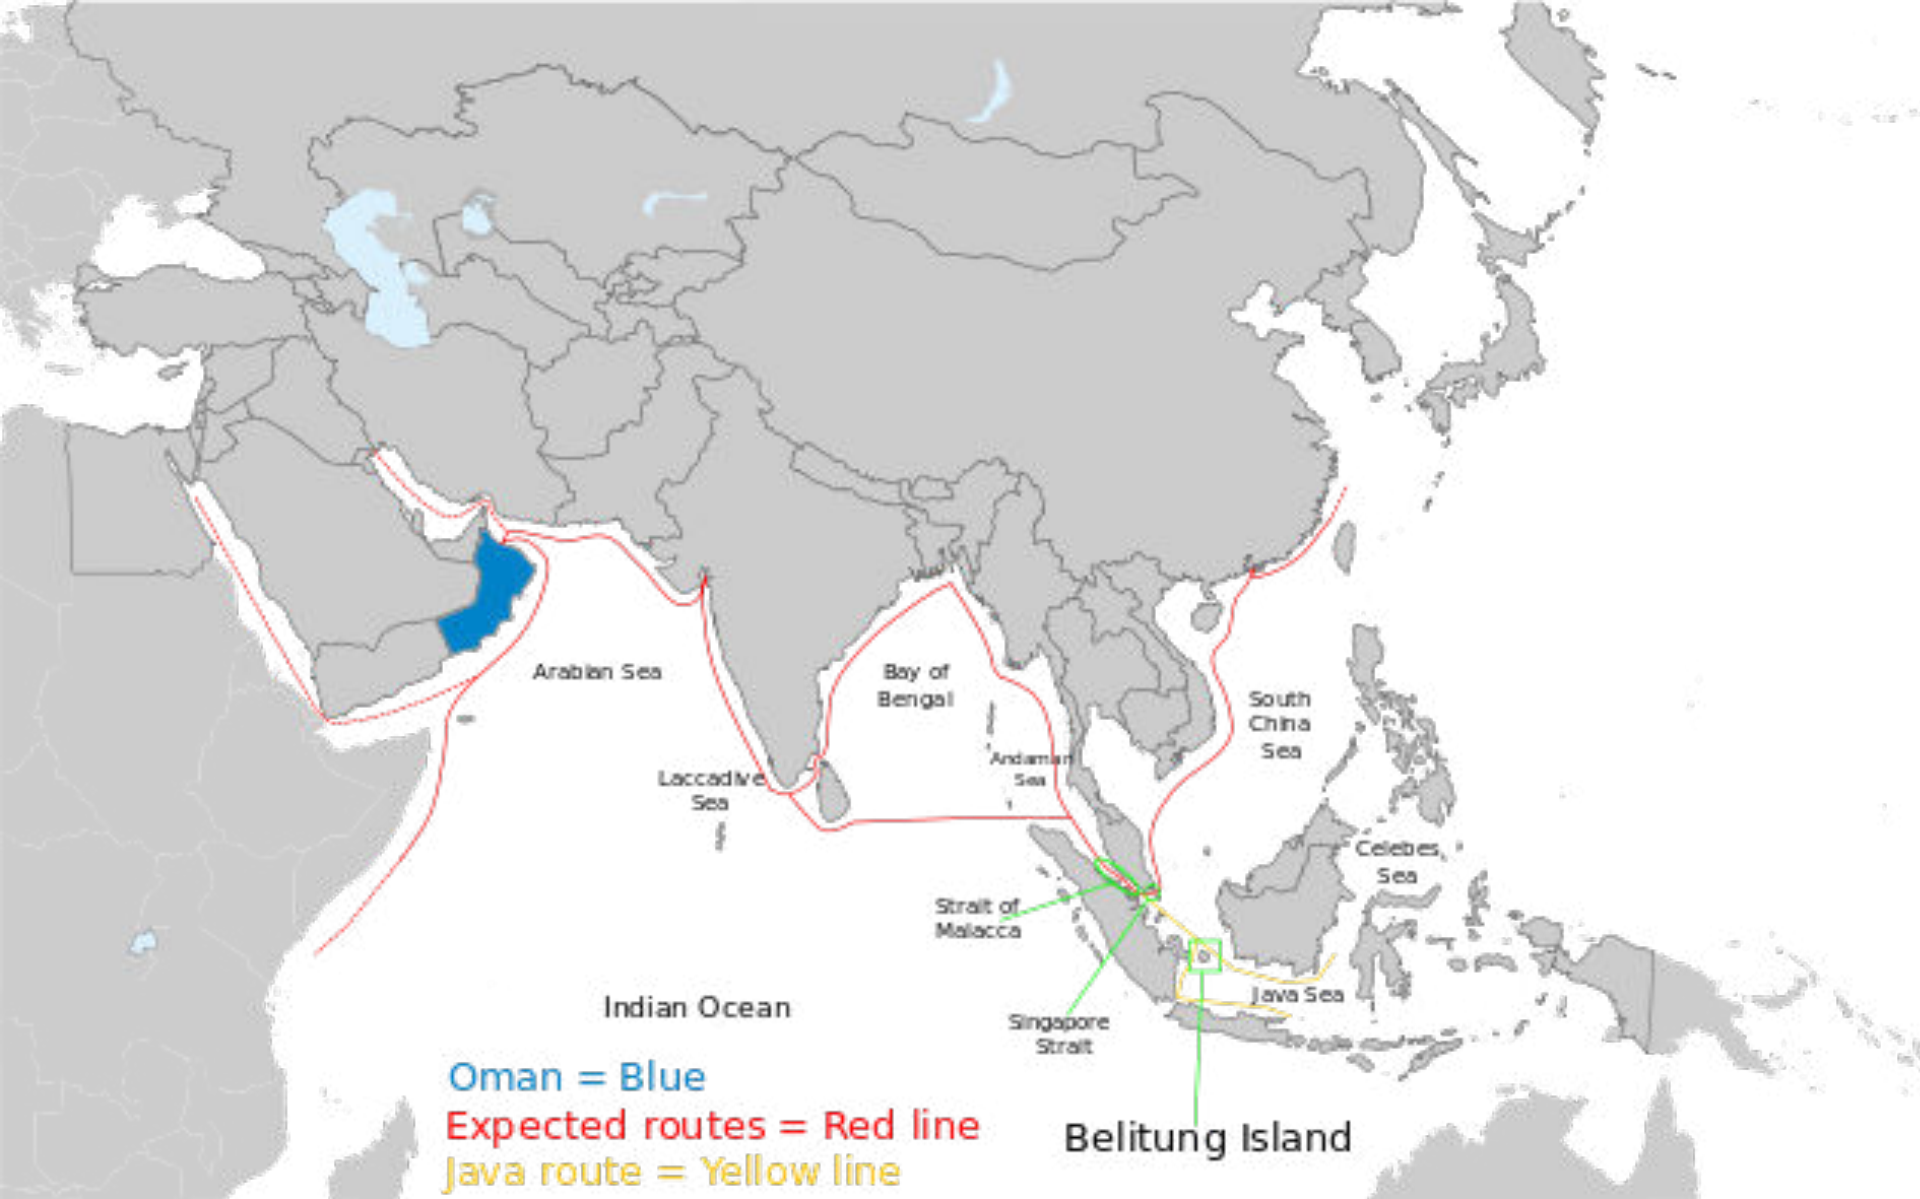 Arabian Sea
Bay of
Bengal
South
China
Sea
Andaman
Sea
Laccadive
Sea
Celebes
Sea
Strait of
Malacca
Java Sea
Indian Ocean
Singapore
Strait
Oman = Blue
Expected routes = Red line
Belitung Island
Java route = Yellow line